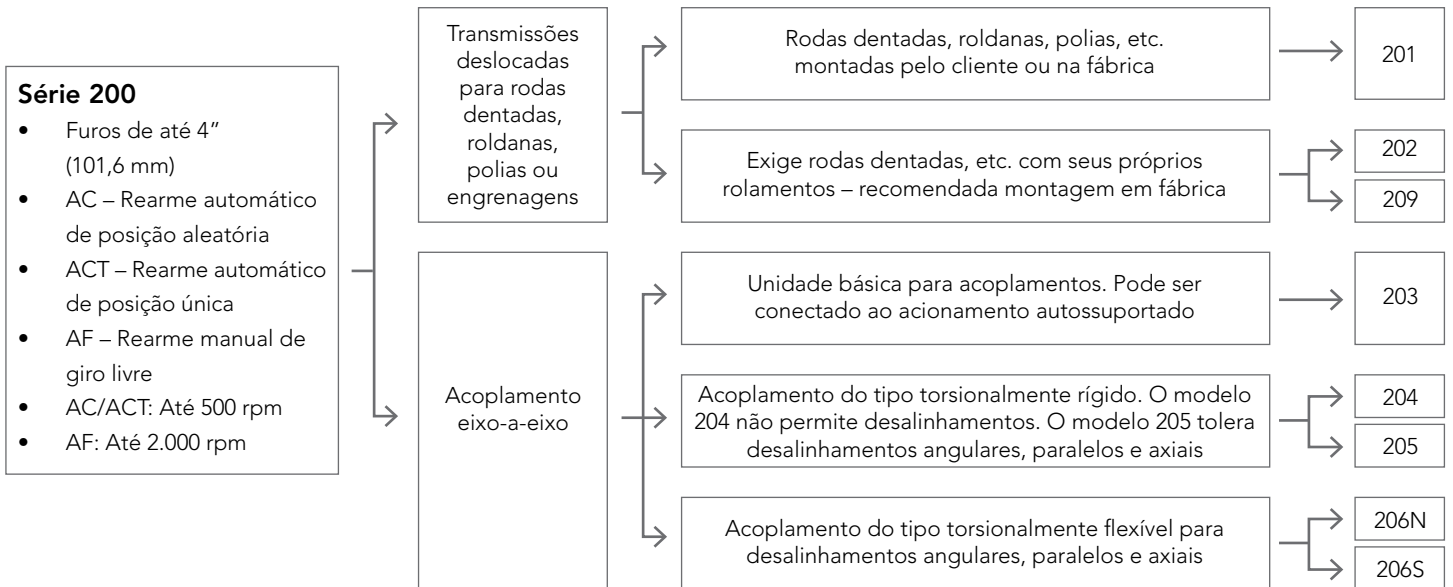 Série 200
• Furos de até 4”
(101,6 mm)
• AC – Rearme automático
de posição aleatória
• ACT – Rearme automático
de posição única
• AF – Rearme manual de
giro livre
• AC/ACT: Até 500 rpm
• AF: Até 2.000 rpm
Transmissões
deslocadas
para rodas
dentadas,
roldanas,
polias ou
engrenagens
Rodas dentadas, roldanas, polias, etc.
montadas pelo cliente ou na fábrica
201
Exige rodas dentadas, etc. com seus próprios
rolamentos – recomendada montagem em fábrica
202
209
Acoplamento
eixo-a-eixo
Unidade básica para acoplamentos. Pode ser
conectado ao acionamento autossuportado
203
Acoplamento do tipo torsionalmente rígido. O modelo
204 não permite desalinhamentos. O modelo 205 tolera
desalinhamentos angulares, paralelos e axiais
204
205
Acoplamento do tipo torsionalmente flexível para
desalinhamentos angulares, paralelos e axiais
206N
206S